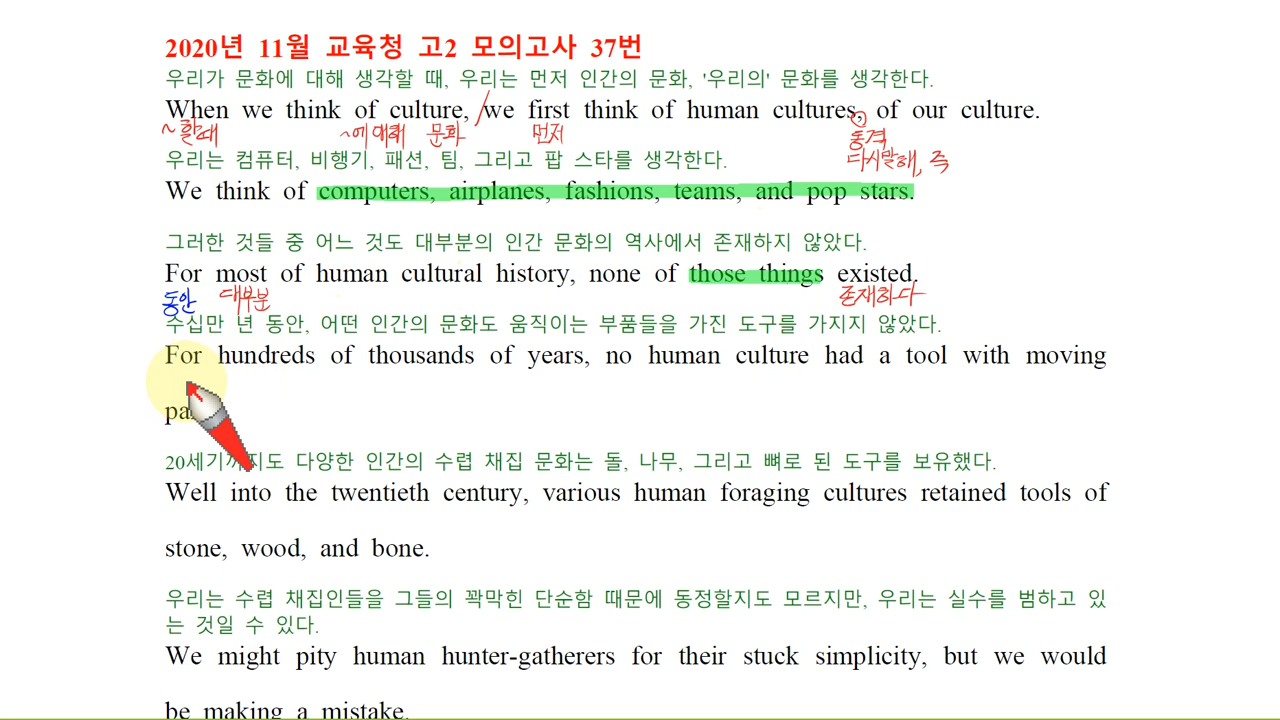 2020년 11월 교육청 고2 모의고사 37번
우리가 문화에 대해 생각할 때, 우리는 먼저 인간의 문화, '우리의' 문화를 생각한다.
When we think of culture, we first think of human cultures, of our culture.
~할때 ~에 대해 문화 먼저 동격
다시말해, 즉
우리는 컴퓨터, 비행기, 패션, 팀, 그리고 팝 스타를 생각한다.
We think of computers, airplanes, fashions, teams, and pop stars.
그러한 것들 중 어느 것도 대부분의 인간 문화의 역사에서 존재하지 않았다.
For most of human cultural history, none of those things existed.
동안 대부분 존재하다
수십만 년 동안, 어떤 인간의 문화도 움직이는 부품들을 가진 도구를 가지지 않았다.
For hundreds of thousands of years, no human culture had a tool with moving
20세기까지도 다양한 인간의 수렵 채집 문화는 돌, 나무, 그리고 뼈로 된 도구를 보유했다.
Well into the twentieth century, various human foraging cultures retained tools of
stone, wood, and bone.
우리는 수렵 채집인들을 그들의 꽉막힌 단순함 때문에 동정할지도 모르지만, 우리는 실수를 범하고 있
는 것일 수 있다.
We might pity human hunter-gatherers for their stuck simplicity, but we would
be making a mistake.